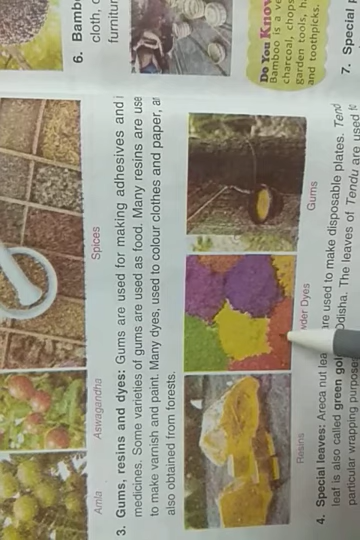 6. Bambo
cloth,
furnitur
Do You Know
Bamboo is a ve
charcoal, chops
garden tools, h
and toothpicks.
7. Special
Amla
Aswagandha
Spices
3. Gums, resins and dyes: Gums are used for making adhesives and
medicines. Some varieties of gums are used as food. Many resins are use
to make varnish and paint. Many dyes, used to colour clothes and paper, ar
also obtained from forests.
Resins
wder Dyes
Gums
4. Special leaves: Areca nut lea are used to make disposable plates. Tend
leaf is also called green gol Odisha. The leaves of Tendu are used
particular wrapping purpose